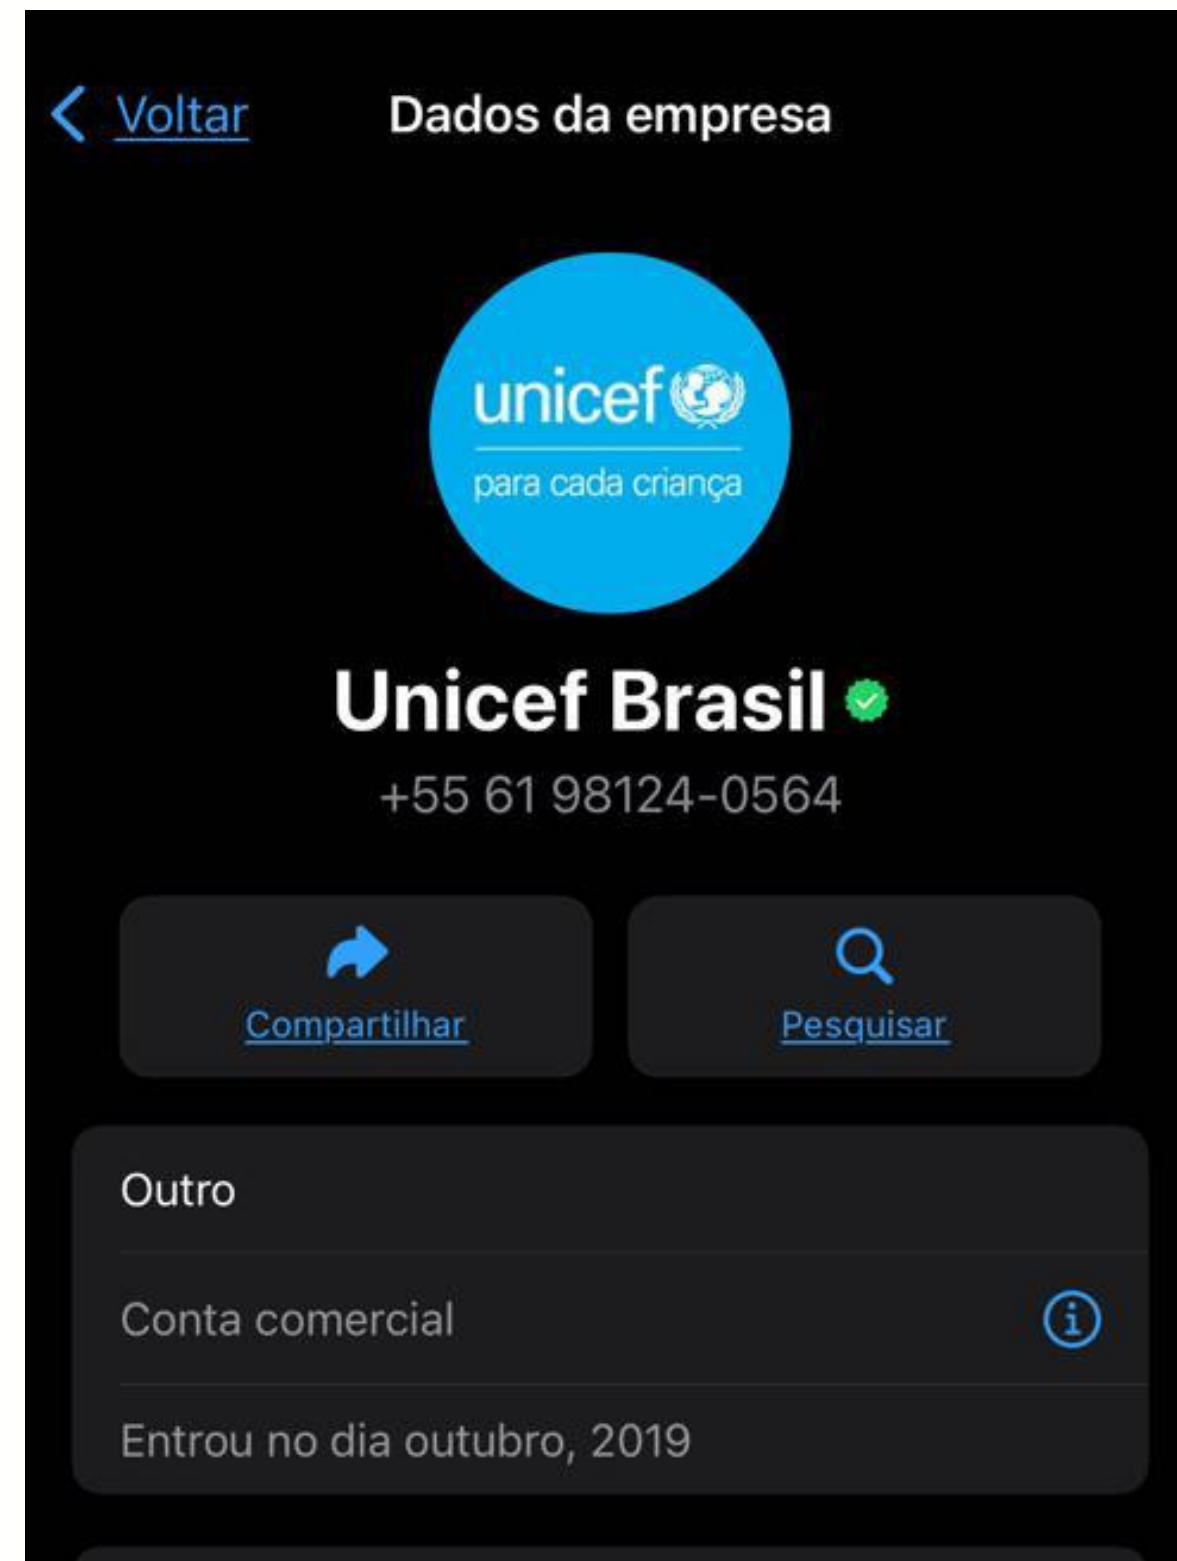 Voltar
Dados da empresa
unicef
para cada criança
Unicef Brasil
+55 61 98124-0564
Compartilhar
Pesquisar
Outro
Conta comercial
Entrou no dia outubro, 2019